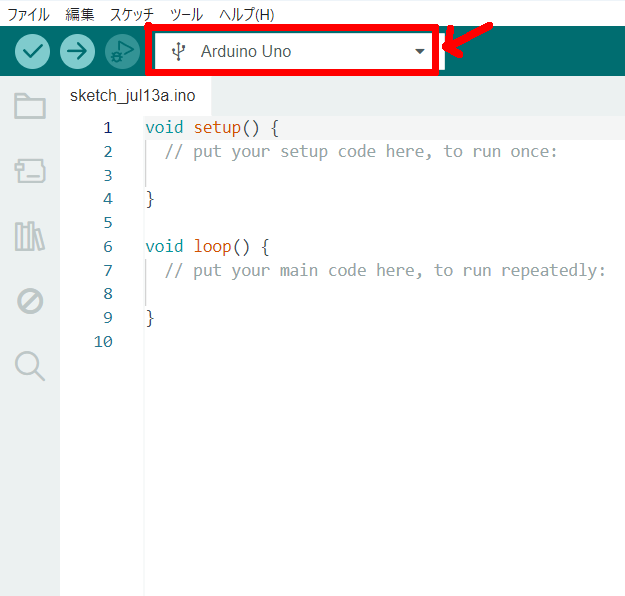 ファイル 編集 スケッチ ツール ヘルプ(H)
Arduino Uno
sketch_jul13a.ino
1 void setup() {
2 // put your setup code here, to run once:
3
4 }
5
6 void loop() {
7 // put your main code here, to run repeatedly:
8
9 }
10